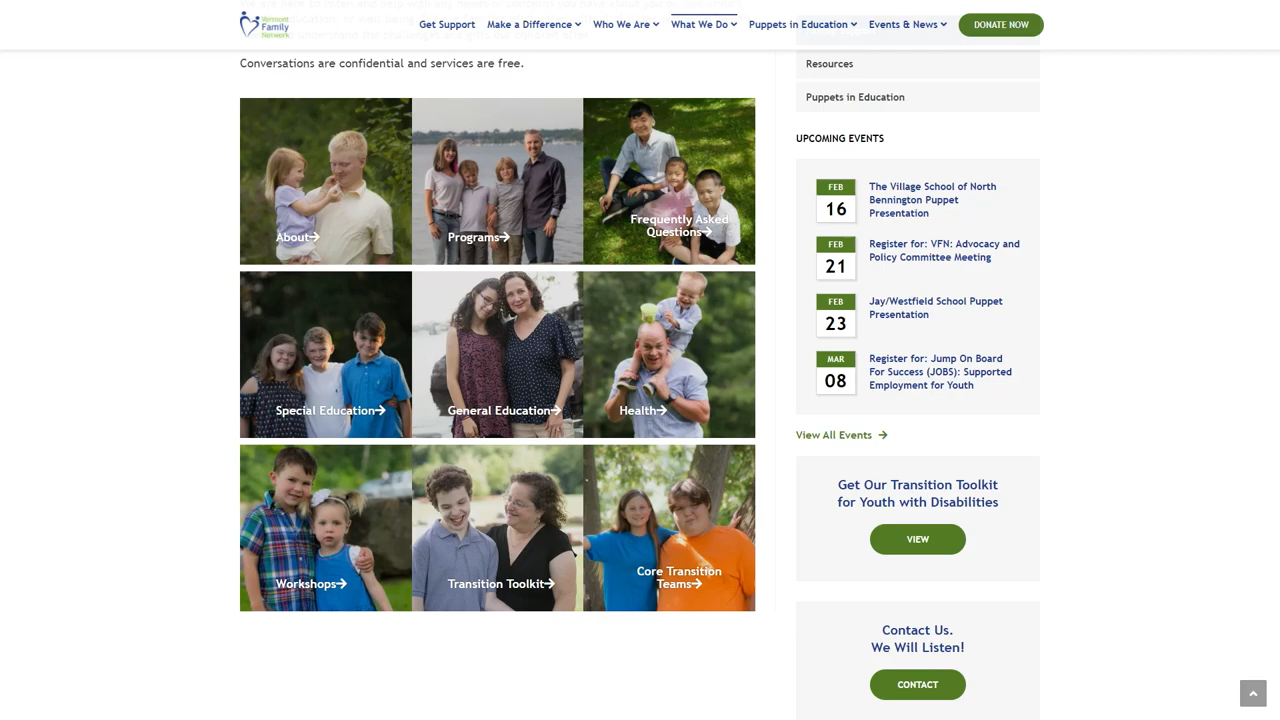 Vermont
Family
Network
Get Support
Make a Difference
Who We Are
What We Do
Puppets in Education
Events & News
DONATE NOW
Conversations are confidential and services are free.
About
Programs
Frequently Asked
Questions
Special Education
General Education
Health
Workshops
Transition Toolkit
Core Transition
Teams
Resources
Puppets in Education
UPCOMING EVENTS
FEB
16
The Village School of North
Bennington Puppet
Presentation
FEB
21
Register for: VFN: Advocacy and
Policy Committee Meeting
FEB
23
Jay/Westfield School Puppet
Presentation
MAR
08
Register for: Jump On Board
For Success (JOBS): Supported
Employment for Youth
View All Events
Get Our Transition Toolkit
for Youth with Disabilities
VIEW
Contact Us.
We Will Listen!
CONTACT